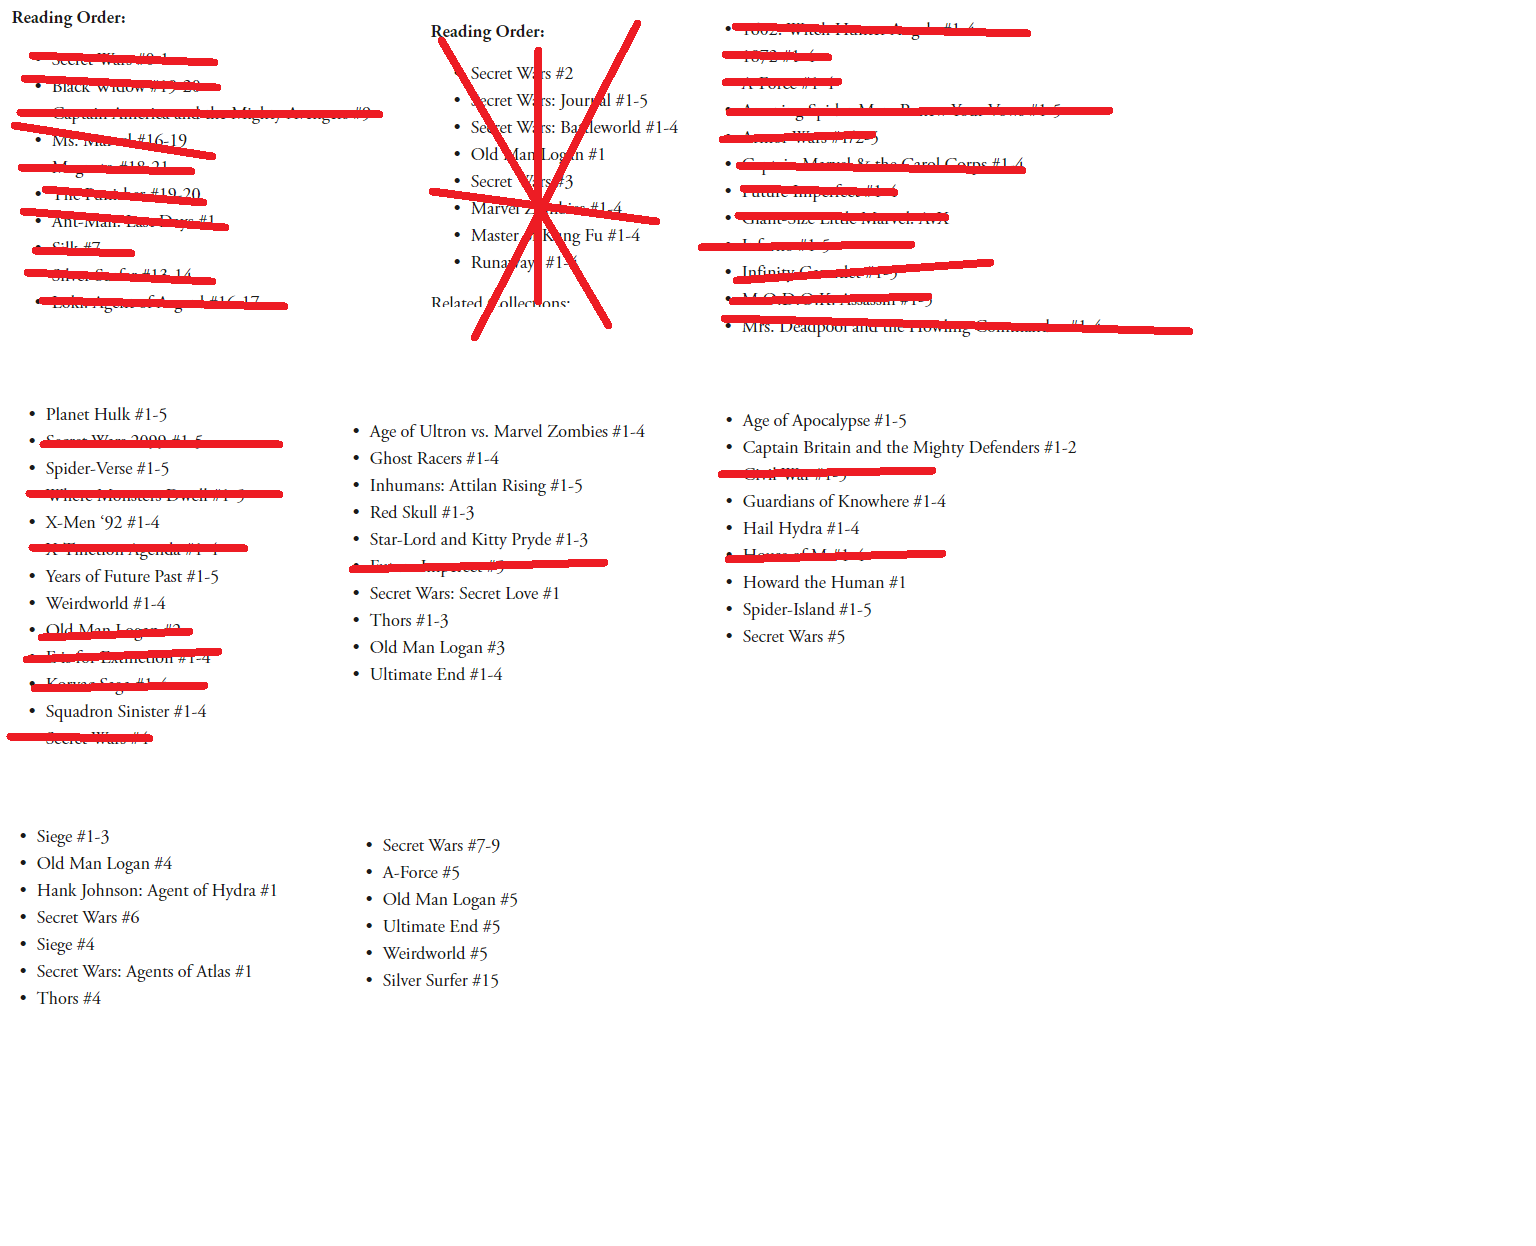 Reading Order:
• Secret Wars #0-1
• Black Widow #19-20
Captain America and the Mighty Avengers #9
• Ms. Marvel #16-19
Magneto #18-21
• The Punisher #19-20
• Ant-Man: Last Days #1
• Silk #7
Silver Surfer #13-14
• Loki: Agent of Asgard #16-17
Reading Order:
• Secret Wars #2
• Secret Wars: Journal #1-5
• Secret Wars: Battleworld #1-4
• Old Man Logan #1
• Secret Wars #3
• Marvel Zombies #1-4
• Master of Kung Fu #1-4
• Runaways #1-4
Related Collections:
• 1602: Witch Hunter Angela #1-4
• 1872 #1-4
• A-Force #1-4
• Amazing Spider-Man: Renew Your Vows #1-5
• Armor Wars #1/2-5
• Captain Marvel & the Carol Corps #1-4
• Future Imperfect #1-4
• Giant-Size Little Marvel: AvX
• Inferno #1-5
• Infinity Gauntlet #1-5
• M.O.D.O.K. Assassin #1-5
• Mrs. Deadpool and the Howling Commandos #1-4
• Planet Hulk #1-5
• Secret Wars 2099 #1-5
• Spider-Verse #1-5
• Where Monsters Dwell #1-5
• X-Men ‘92 #1-4
• X-Tinction Agenda #1-4
• Years of Future Past #1-5
• Weirdworld #1-4
• Old Man Logan #2
• E is for Extinction #1-4
• Korvac Saga #1-4
• Squadron Sinister #1-4
Secret Wars #4
• Age of Ultron vs. Marvel Zombies #1-4
• Ghost Racers #1-4
• Inhumans: Attilan Rising #1-5
• Red Skull #1-3
• Star-Lord and Kitty Pryde #1-3
• Future Imperfect #5
• Secret Wars: Secret Love #1
• Thors #1-3
• Old Man Logan #3
• Ultimate End #1-4
• Age of Apocalypse #1-5
• Captain Britain and the Mighty Defenders #1-2
Civil War #1-5
• Guardians of Knowhere #1-4
• Hail Hydra #1-4
• House of M #1-4
• Howard the Human #1
• Spider-Island #1-5
• Secret Wars #5
• Siege #1-3
• Old Man Logan #4
• Hank Johnson: Agent of Hydra #1
• Secret Wars #6
• Siege #4
• Secret Wars: Agents of Atlas #1
• Thors #4
• Secret Wars #7-9
• A-Force #5
• Old Man Logan #5
• Ultimate End #5
• Weirdworld #5
• Silver Surfer #15